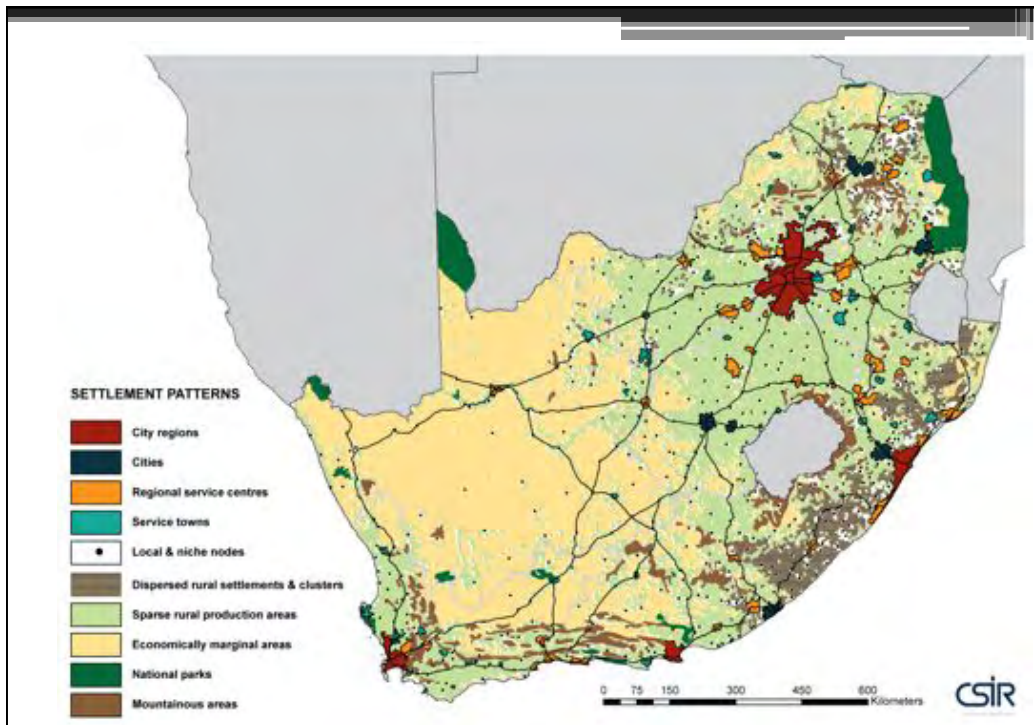 SETTLEMENT PATTERNS
City regions
Cities
Regional service centres
Service towns
Local & niche nodes
Dispersed rural settlements & clusters
Sparse rural production areas
Economically marginal areas
National parks
Mountainous areas
0 75 150 300 450 600
Kilometers
CSIR